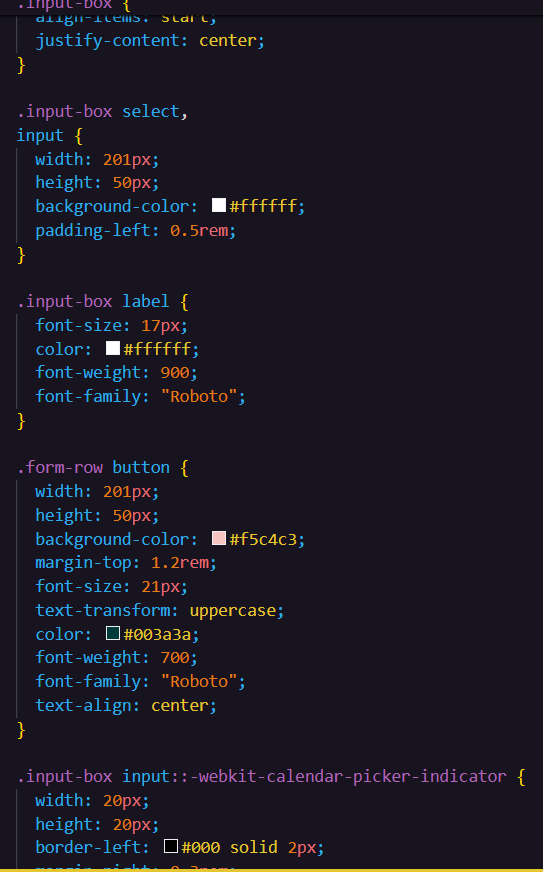 .input-box {
align-items: start;
justify-content: center;
}
.input-box select,
input {
width: 201px;
height: 50px;
background-color: #ffffff;
padding-left: 0.5rem;
}
.input-box label {
font-size: 17px;
color: #ffffff;
font-weight: 900;
font-family: "Roboto";
}
.form-row button {
width: 201px;
height: 50px;
background-color: #f5c4c3;
margin-top: 1.2rem;
font-size: 21px;
text-transform: uppercase;
color: #003a3a;
font-weight: 700;
font-family: "Roboto";
text-align: center;
}
.input-box input::-webkit-calendar-picker-indicator {
width: 20px;
height: 20px;
border-left: #000 solid 2px;
margin-right: 0.3rem;